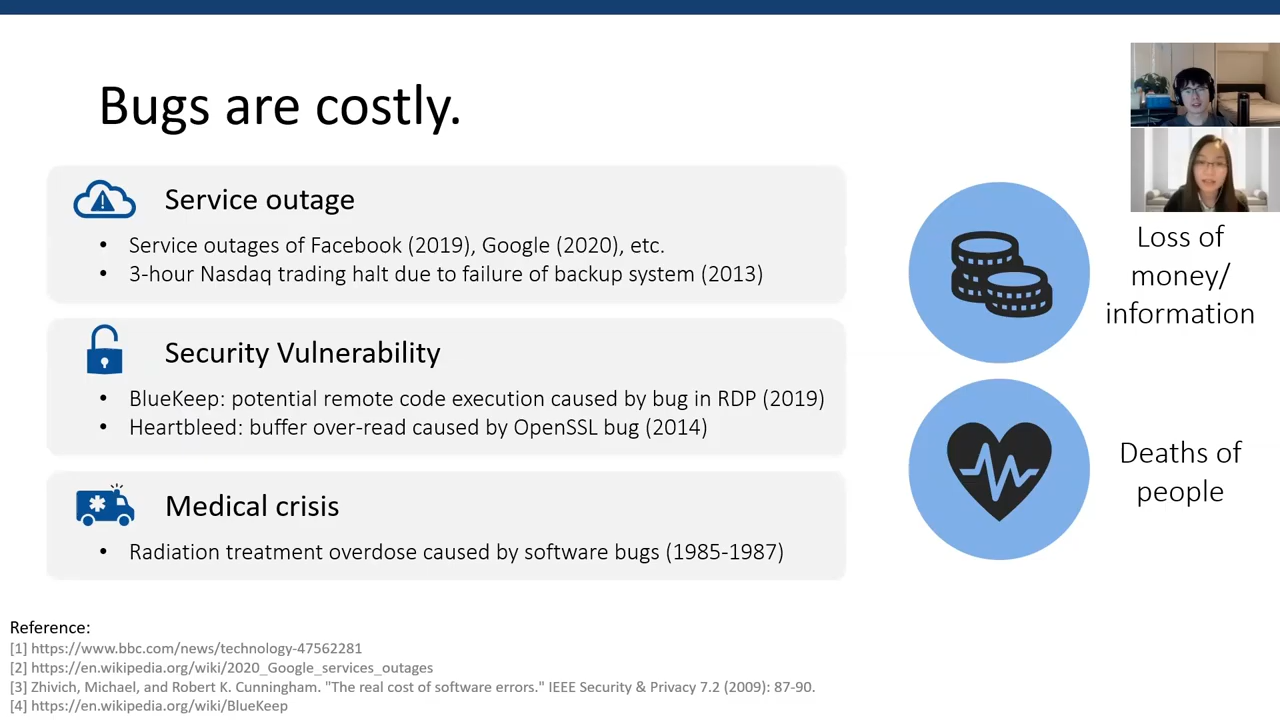 Bugs are costly.
Service outage
• Service outages of Facebook (2019), Google (2020), etc.
• 3-hour Nasdaq trading halt due to failure of backup system (2013)
Security Vulnerability
• BlueKeep: potential remote code execution caused by bug in RDP (2019)
• Heartbleed: buffer over-read caused by OpenSSL bug (2014)
Medical crisis
• Radiation treatment overdose caused by software bugs (1985-1987)
Loss of
money/
information
Deaths of
people
Reference:
[1] https://www.bbc.com/news/technology-47562281
[2] https://en.wikipedia.org/wiki/2020_Google_services_outages
[3] Zhivich, Michael, and Robert K. Cunningham. "The real cost of software errors." IEEE Security & Privacy 7.2 (2009): 87-90.
[4] https://en.wikipedia.org/wiki/BlueKeep